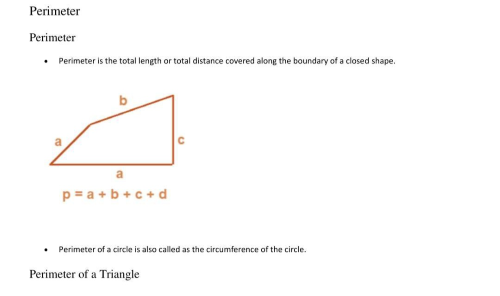 Perimeter
Perimeter
• Perimeter is the total length or total distance covered along the boundary of a closed shape.
b
a
c
a
p = a + b + c + d
• Perimeter of a circle is also called as the circumference of the circle.
Perimeter of a Triangle